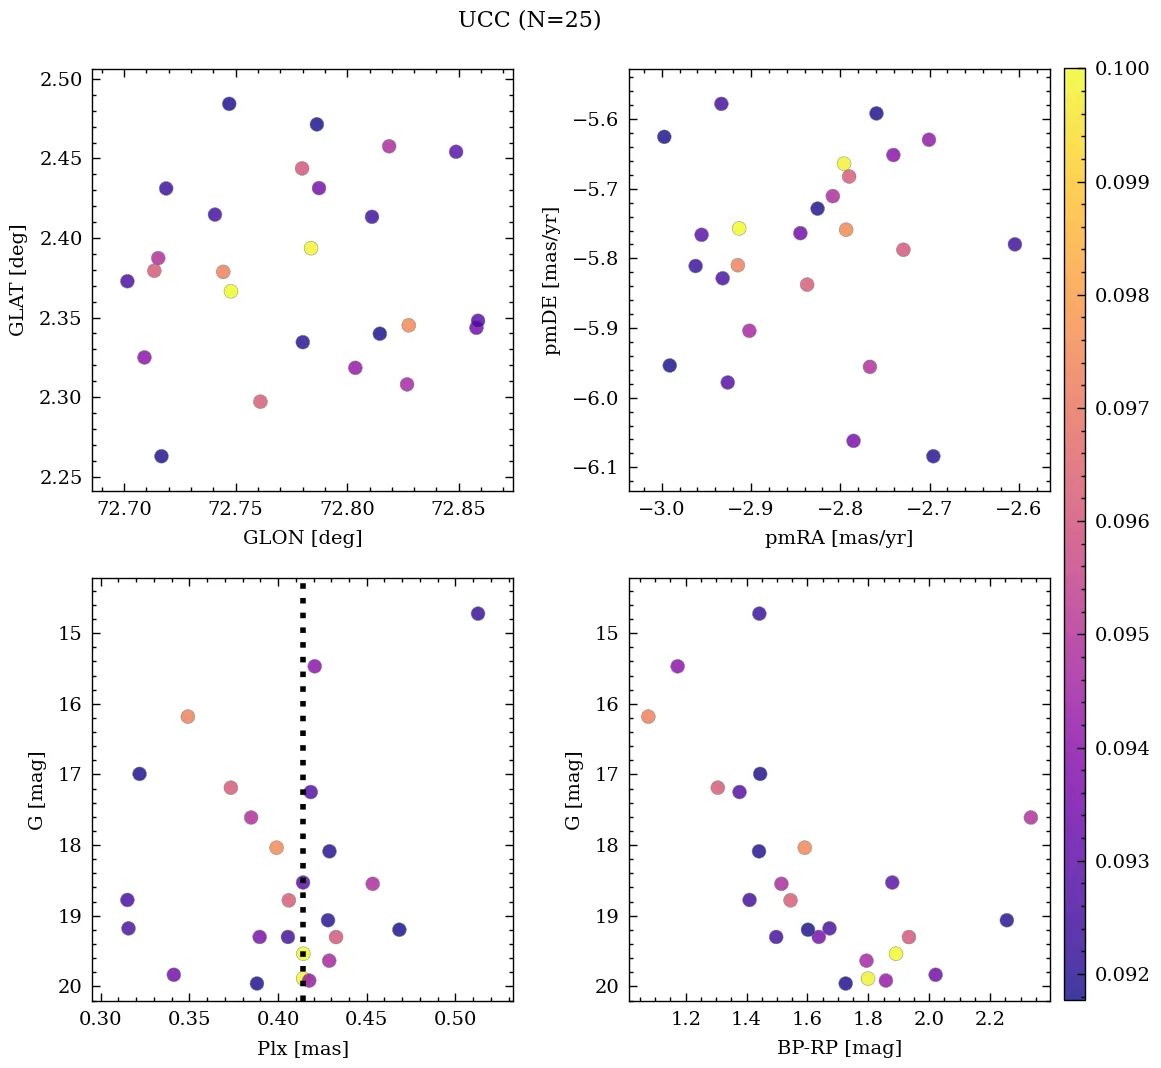 UCC (N=25)
2.50
2.45
2.40
2.35
2.30
2.25
GLAT [deg]
72.70 72.75 72.80 72.85
GLON [deg]
−5.6
−5.7
−5.8
−5.9
−6.0
−6.1
pmDE [mas/yr]
−3.0 −2.9 −2.8 −2.7 −2.6
pmRA [mas/yr]
15
16
17
18
19
20
G [mag]
0.30 0.35 0.40 0.45 0.50
Plx [mas]
15
16
17
18
19
20
G [mag]
1.2 1.4 1.6 1.8 2.0 2.2
BP-RP [mag]
0.100
0.099
0.098
0.097
0.096
0.095
0.094
0.093
0.092